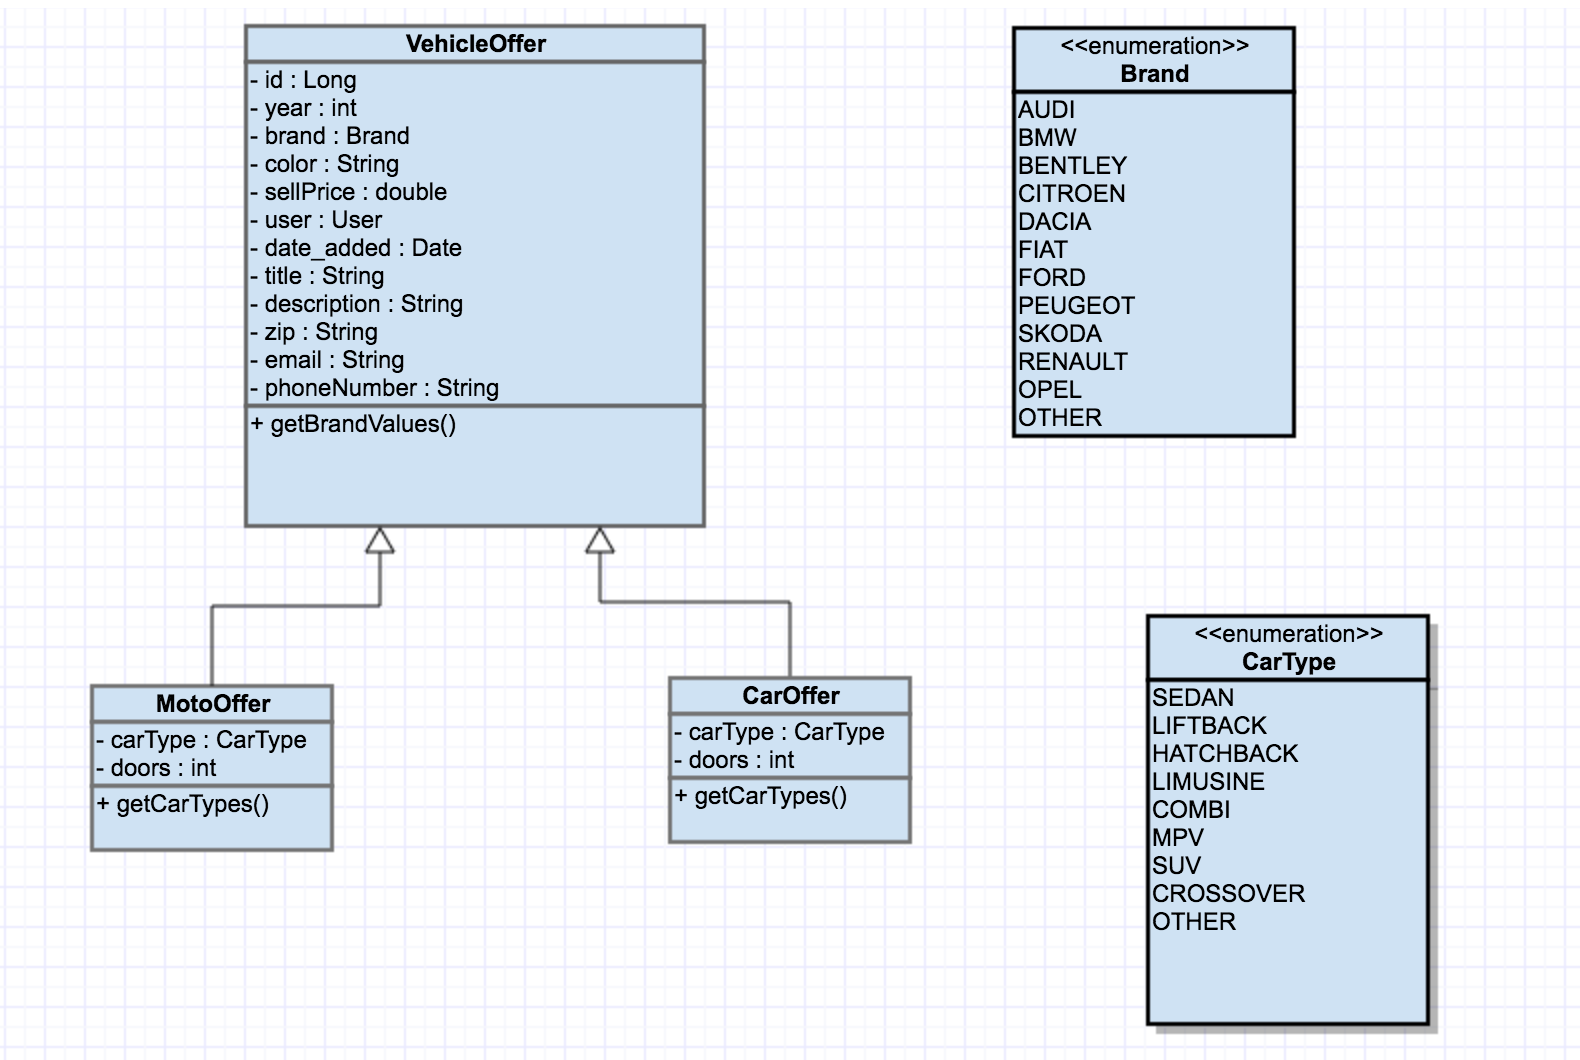 VehicleOffer
- id : Long
- year : int
- brand : Brand
- color : String
- sellPrice : double
- user : User
- date_added : Date
- title : String
- description : String
- zip : String
- email : String
- phoneNumber : String
+ getBrandValues()
<<enumeration>>
Brand
AUDI
BMW
BENTLEY
CITROEN
DACIA
FIAT
FORD
PEUGEOT
SKODA
RENAULT
OPEL
OTHER
MotoOffer
- carType : CarType
- doors : int
+ getCarTypes()
CarOffer
- carType : CarType
- doors : int
+ getCarTypes()
<<enumeration>>
CarType
SEDAN
LIFTBACK
HATCHBACK
LIMUSINE
COMBI
MPV
SUV
CROSSOVER
OTHER